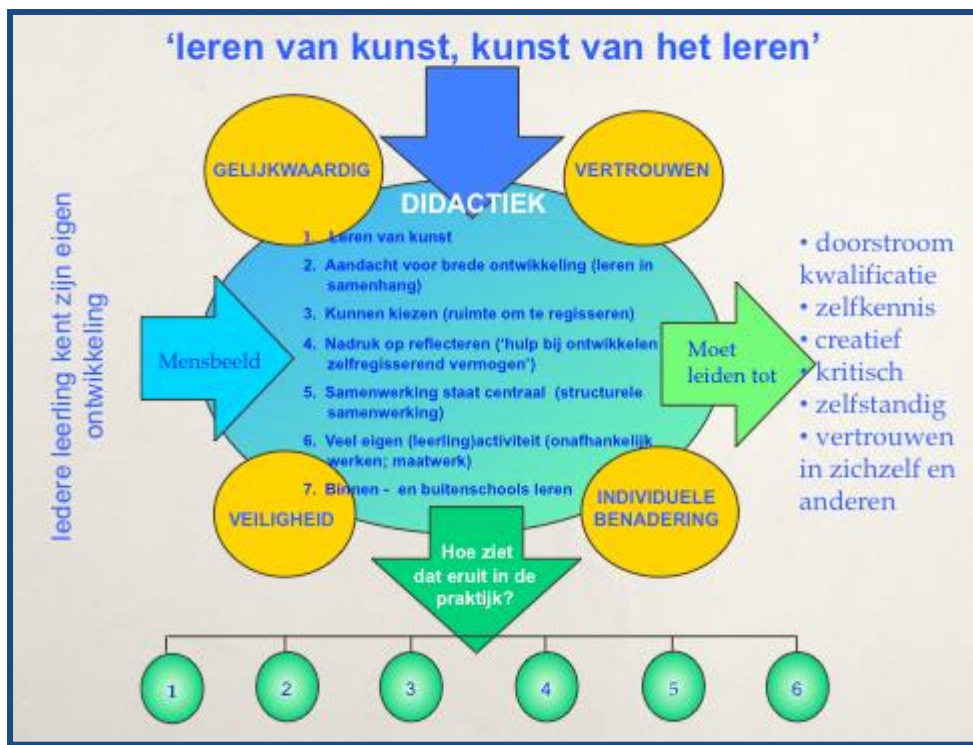 ‘leren van kunst, kunst van het leren’
GELIJKWAARDIG
VERTROUWEN
Iedere leerling kent zijn eigen
ontwikkeling
Mensbeeld
DIDACTIEK
1. Leren van kunst
2. Aandacht voor brede ontwikkeling (leren in
samenhang)
3. Kunnen kiezen (ruimte om te regisseren)
4. Nadruk op reflecteren (‘hulp bij ontwikkelen
zelfregisserend vermogen’)
5. Samenwerking staat centraal (structurele
samenwerking)
6. Veel eigen (leerling)activiteit (onafhankelijk
werken; maatwerk)
7. Binnen - en buitenschools leren
Moet
leiden tot
• doorstroom
kwalificatie
• zelfkennis
• creatief
• kritisch
• zelfstandig
• vertrouwen
in zichzelf en
anderen
VEILIGHEID
INDIVIDUELE
BENADERING
Hoe ziet
dat eruit in de
praktijk?
1 2 3 4 5 6